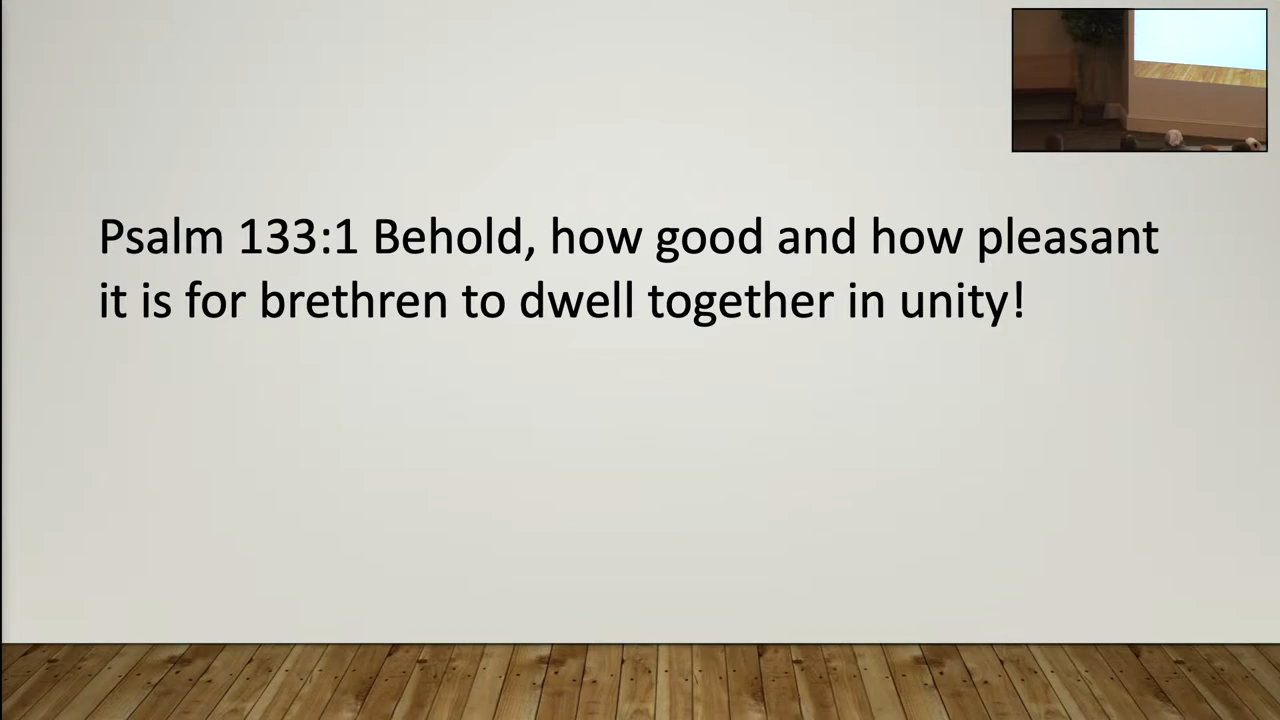 Psalm 133:1 Behold, how good and how pleasant
it is for brethren to dwell together in unity!